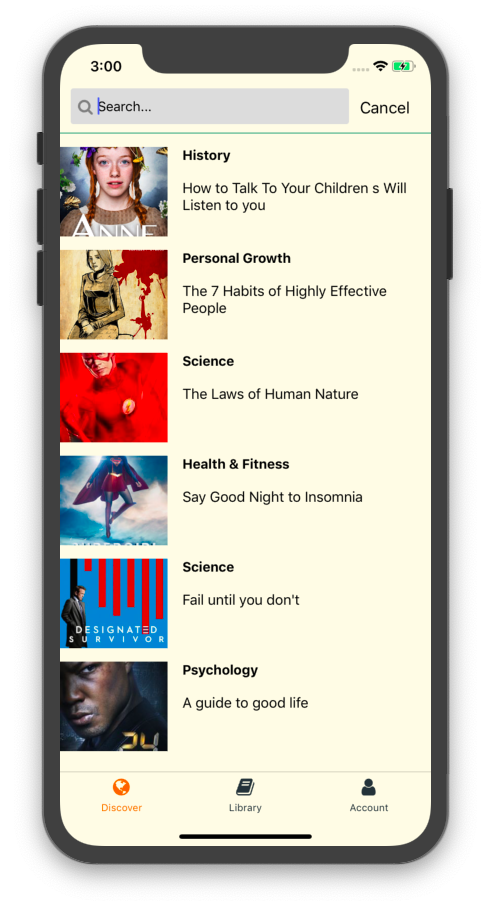 3:00
Search...
Cancel
ANNE
History
How to Talk To Your Children s Will
Listen to you
Personal Growth
The 7 Habits of Highly Effective
People
Science
The Laws of Human Nature
Health & Fitness
Say Good Night to Insomnia
DESIGNATED
SURVIVOR
Science
Fail until you don't
24
Psychology
A guide to good life
Discover
Library
Account